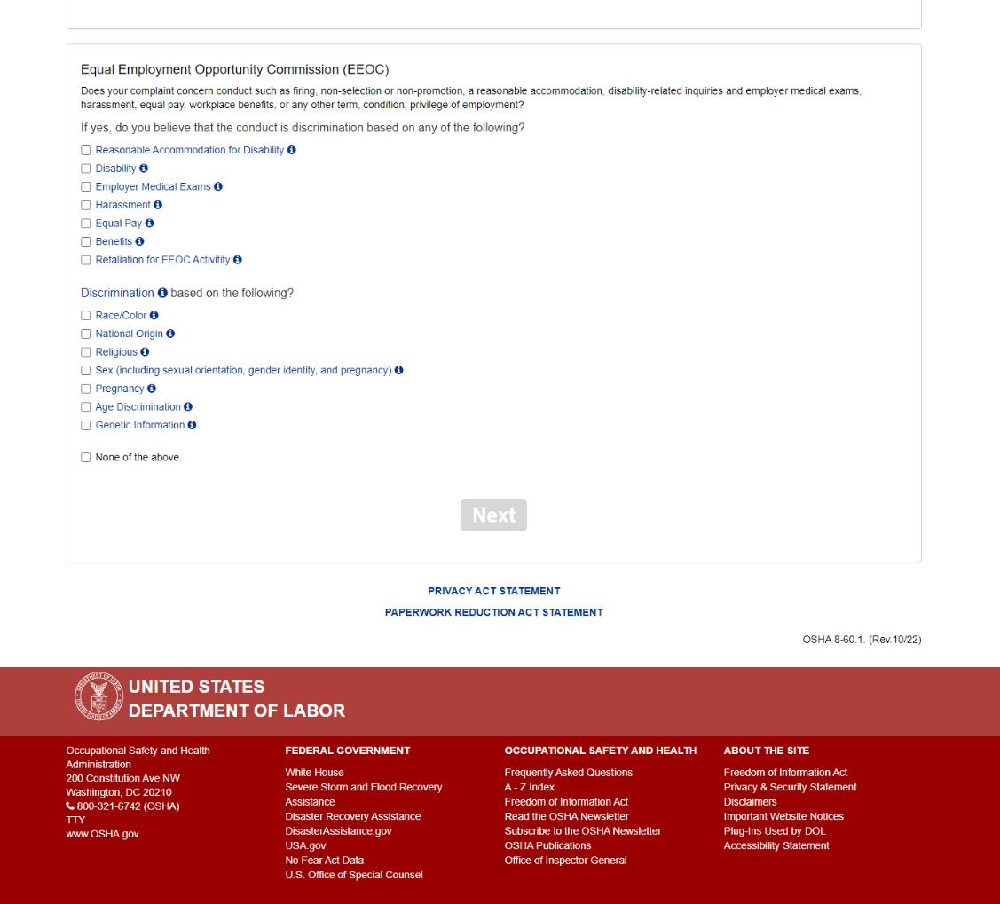 Equal Employment Opportunity Commission (EEOC)
Does your complaint concern conduct such as firing, non-selection or non-promotion, a reasonable accommodation, disability-related inquiries and employer medical exams,
harassment, equal pay, workplace benefits, or any other term, condition, privilege of employment?
If yes, do you believe that the conduct is discrimination based on any of the following?
Reasonable Accommodation for Disability
Disability
Employer Medical Exams
Harassment
Equal Pay
Benefits
Retaliation for EEOC Activitity
Discrimination based on the following?
Race/Color
National Origin
Religious
Sex (including sexual orientation, gender identity, and pregnancy)
Pregnancy
Age Discrimination
Genetic Information
None of the above.
Next
PRIVACY ACT STATEMENT
PAPERWORK REDUCTION ACT STATEMENT
OSHA 8-60.1. (Rev.10/22)
UNITED STATES
DEPARTMENT OF LABOR
Occupational Safety and Health
Administration
200 Constitution Ave NW
Washington, DC 20210
800-321-6742 (OSHA)
TTY
www.OSHA.gov
FEDERAL GOVERNMENT
White House
Severe Storm and Flood Recovery
Assistance
Disaster Recovery Assistance
DisasterAssistance.gov
USA.gov
No Fear Act Data
U.S. Office of Special Counsel
OCCUPATIONAL SAFETY AND HEALTH
Frequently Asked Questions
A - Z Index
Freedom of Information Act
Read the OSHA Newsletter
Subscribe to the OSHA Newsletter
OSHA Publications
Office of Inspector General
ABOUT THE SITE
Freedom of Information Act
Privacy & Security Statement
Disclaimers
Important Website Notices
Plug-Ins Used by DOL
Accessibility Statement